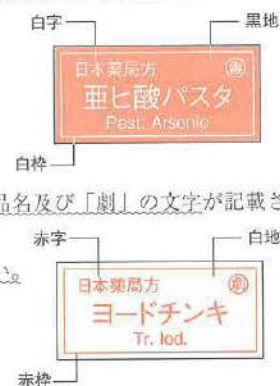 白字
黒地
日本薬局方 毒
亜ヒ酸パスタ
Past. Arsenic
白枠
品名及び「劇」の文字が記載さ
赤字
白地
い。
日本薬局方 劇
ヨードチンキ
Tr. Iod.
赤枠